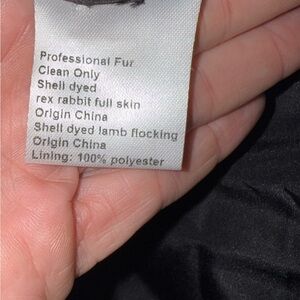 Professional Fur
Clean Only
Shell dyed
rex rabbit full skin
Origin China
Shell dyed lamb flocking
Origin China
Lining: 100% polyester